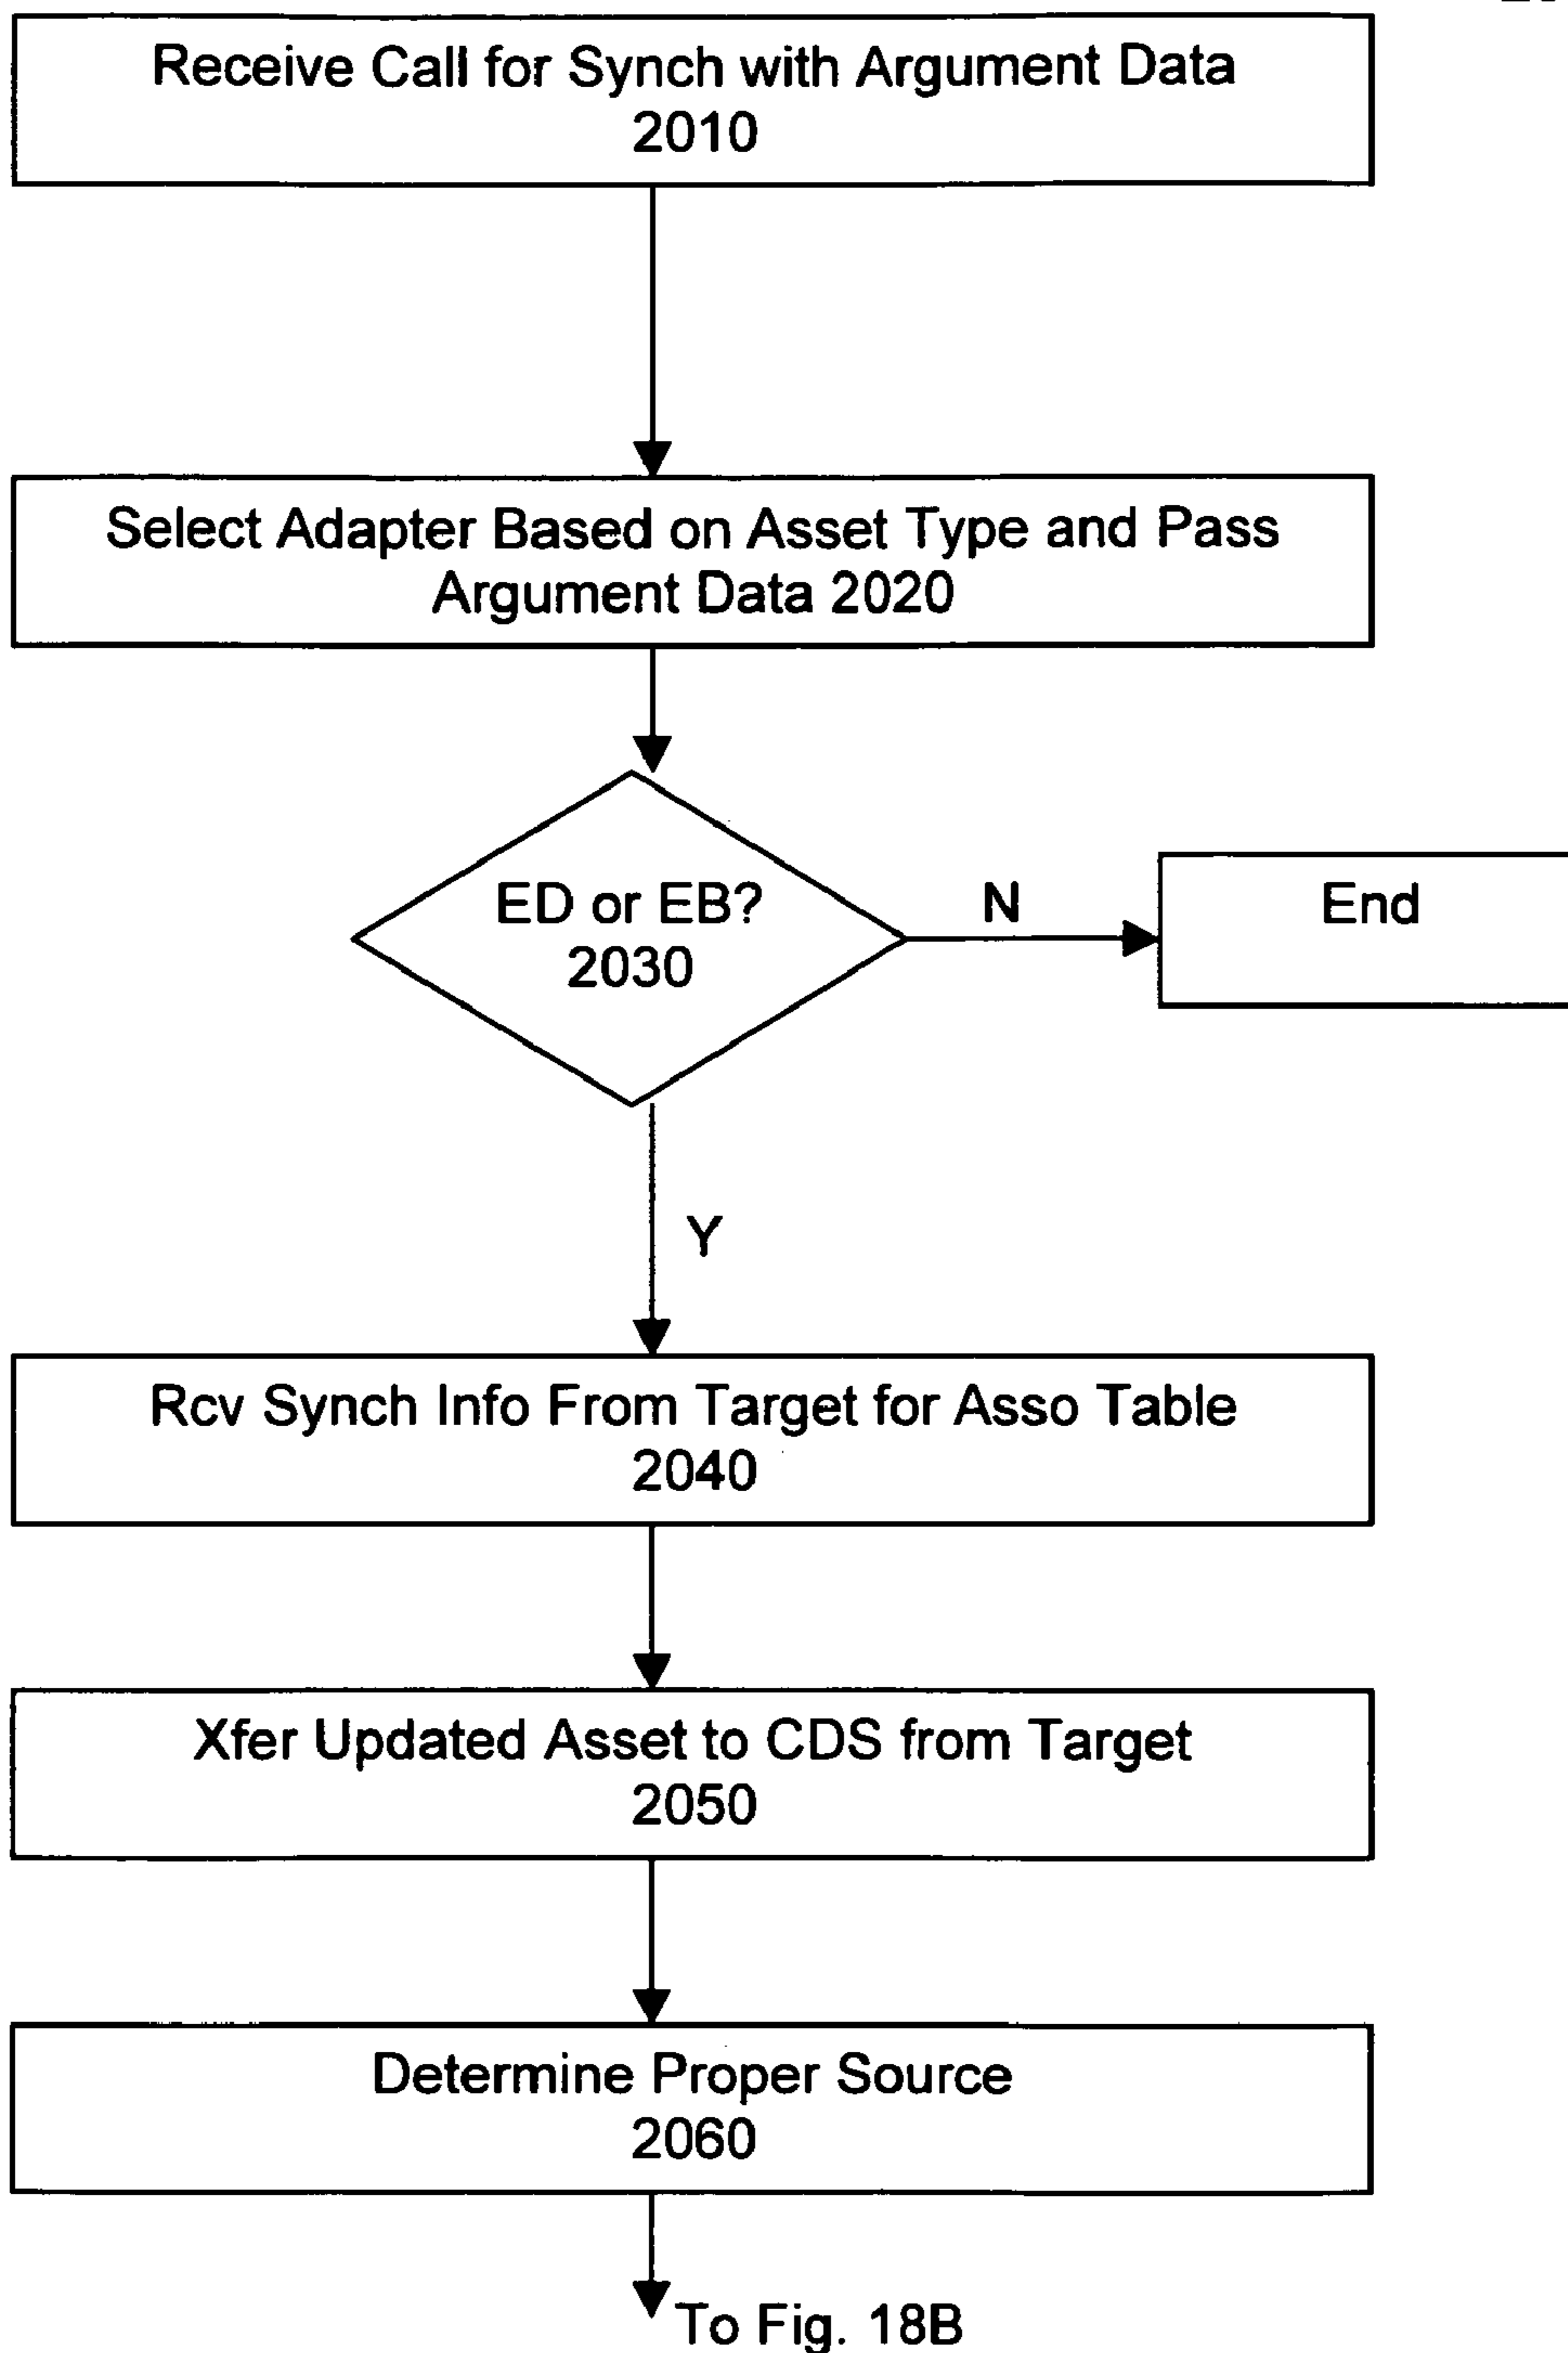 Receive Call for Synch with Argument Data
2010
Select Adapter Based on Asset Type and Pass
Argument Data 2020
ED or EB?
2030
N
End
Y
Rcv Synch Info From Target for Asso Table
2040
Xfer Updated Asset to CDS from Target
2050
Determine Proper Source
2060
To Fig. 18B